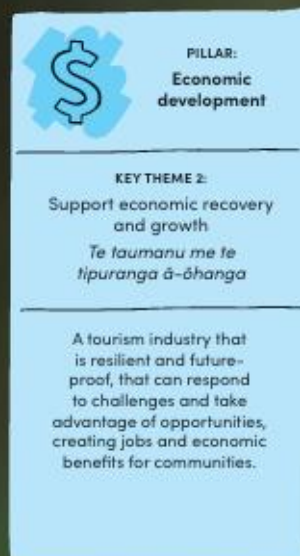 PILLAR:
Economic
development
KEY THEME 2:
Support economic recovery
and growth
Te taumanu me te
tipuranga ā-ōhanga
A tourism industry that
is resilient and future-
proof, that can respond
to challenges and take
advantage of opportunities,
creating jobs and economic
benefits for communities.